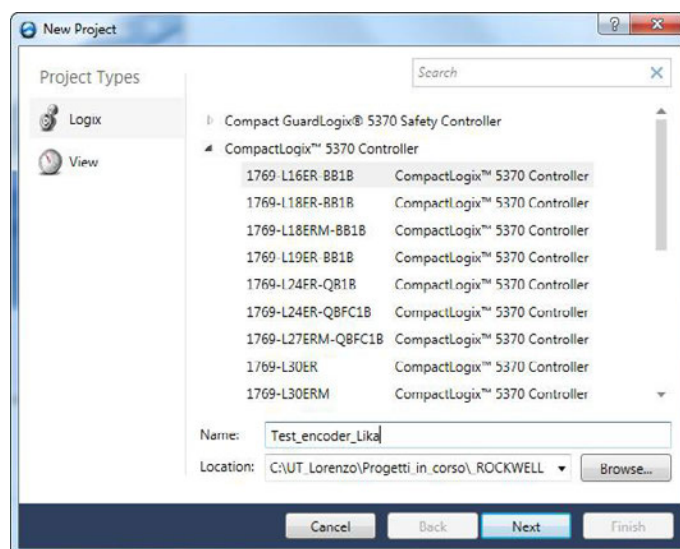 New Project
Project Types
Search
Logix
View
Compact GuardLogix® 5370 Safety Controller
CompactLogix™ 5370 Controller
1769-L16ER-BB1B CompactLogix™ 5370 Controller
1769-L18ER-BB1B CompactLogix™ 5370 Controller
1769-L18ERM-BB1B CompactLogix™ 5370 Controller
1769-L19ER-BB1B CompactLogix™ 5370 Controller
1769-L24ER-QB1B CompactLogix™ 5370 Controller
1769-L24ER-QBFC1B CompactLogix™ 5370 Controller
1769-L27ERM-QBFC1B CompactLogix™ 5370 Controller
1769-L30ER CompactLogix™ 5370 Controller
1769-L30ERM CompactLogix™ 5370 Controller
Name: Test_encoder_Lika
Location: C:\UT_Lorenzo\Progetti_in_corso\_ROCKWELL Browse...
Cancel Back Next Finish